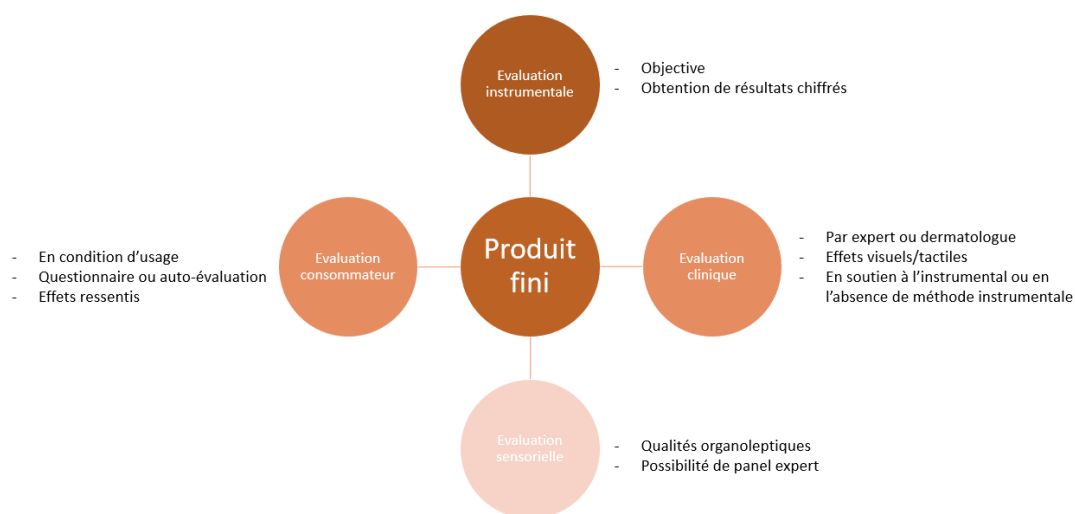 Evaluation
instrumentale
- Objective
- Obtention de résultats chiffrés
- En condition d’usage
- Questionnaire ou auto-évaluation
- Effets ressentis
Evaluation
consommateur
Produit
fini
Evaluation
clinique
- Par expert ou dermatologue
- Effets visuels/tactiles
- En soutien à l’instrumental ou en
l’absence de méthode instrumentale
Evaluation
sensorielle
- Qualités organoleptiques
- Possibilité de panel expert